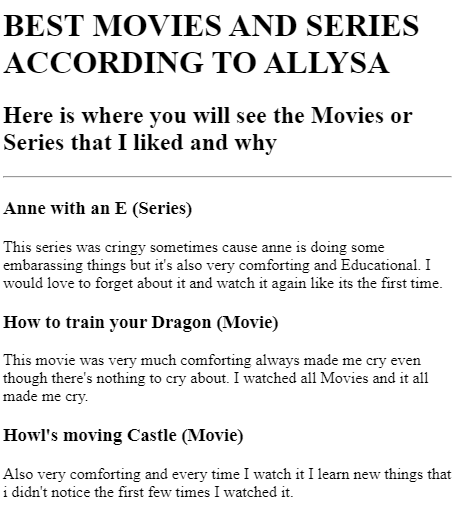 BEST MOVIES AND SERIES
ACCORDING TO ALLYSA
Here is where you will see the Movies or
Series that I liked and why
Anne with an E (Series)
This series was cringy sometimes cause anne is doing some
embarassing things but it's also very comforting and Educational. I
would love to forget about it and watch it again like its the first time.
How to train your Dragon (Movie)
This movie was very much comforting always made me cry even
though there's nothing to cry about. I watched all Movies and it all
made me cry.
Howl's moving Castle (Movie)
Also very comforting and every time I watch it I learn new things that
i didn't notice the first few times I watched it.